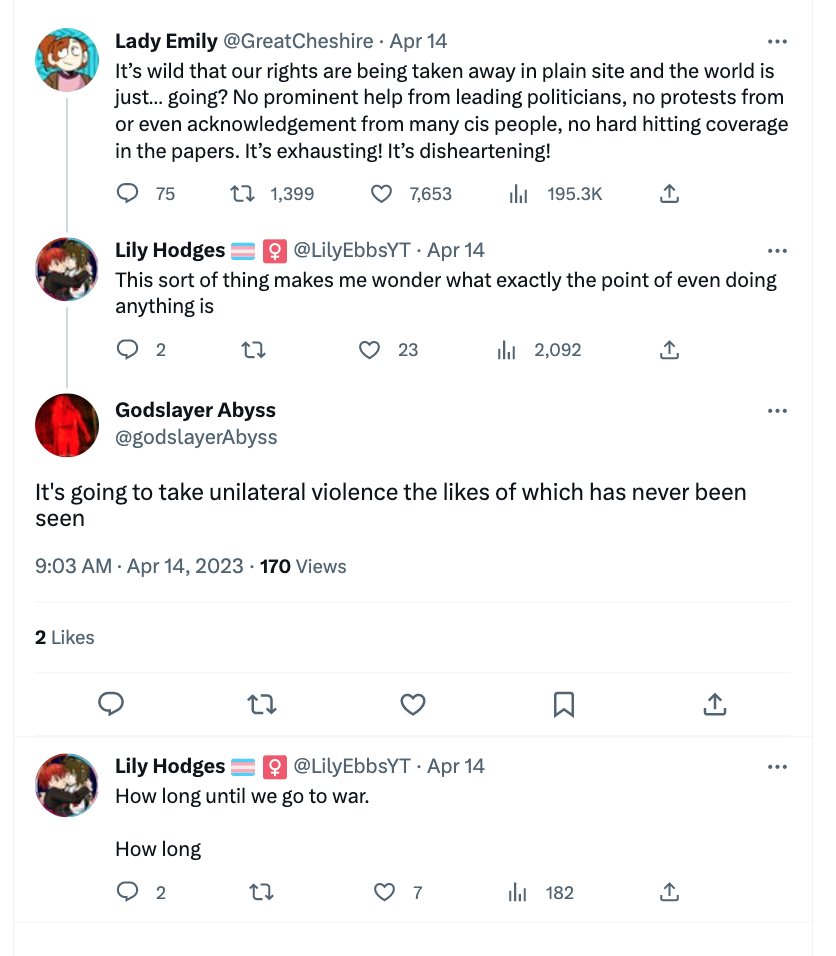 Lady Emily @GreatCheshire · Apr 14
It's wild that our rights are being taken away in plain site and the world is
just... going? No prominent help from leading politicians, no protests from
or even acknowledgement from many cis people, no hard hitting coverage
in the papers. It's exhausting! It's disheartening!
75 1,399 7,653 195.3K
Lily Hodges @LilyEbbsYT · Apr 14
This sort of thing makes me wonder what exactly the point of even doing
anything is
2 23 2,092
Godslayer Abyss
@godslayerAbyss
It's going to take unilateral violence the likes of which has never been
seen
9:03 AM · Apr 14, 2023 · 170 Views
2 Likes
Lily Hodges @LilyEbbsYT · Apr 14
How long until we go to war.
How long
2 7 182